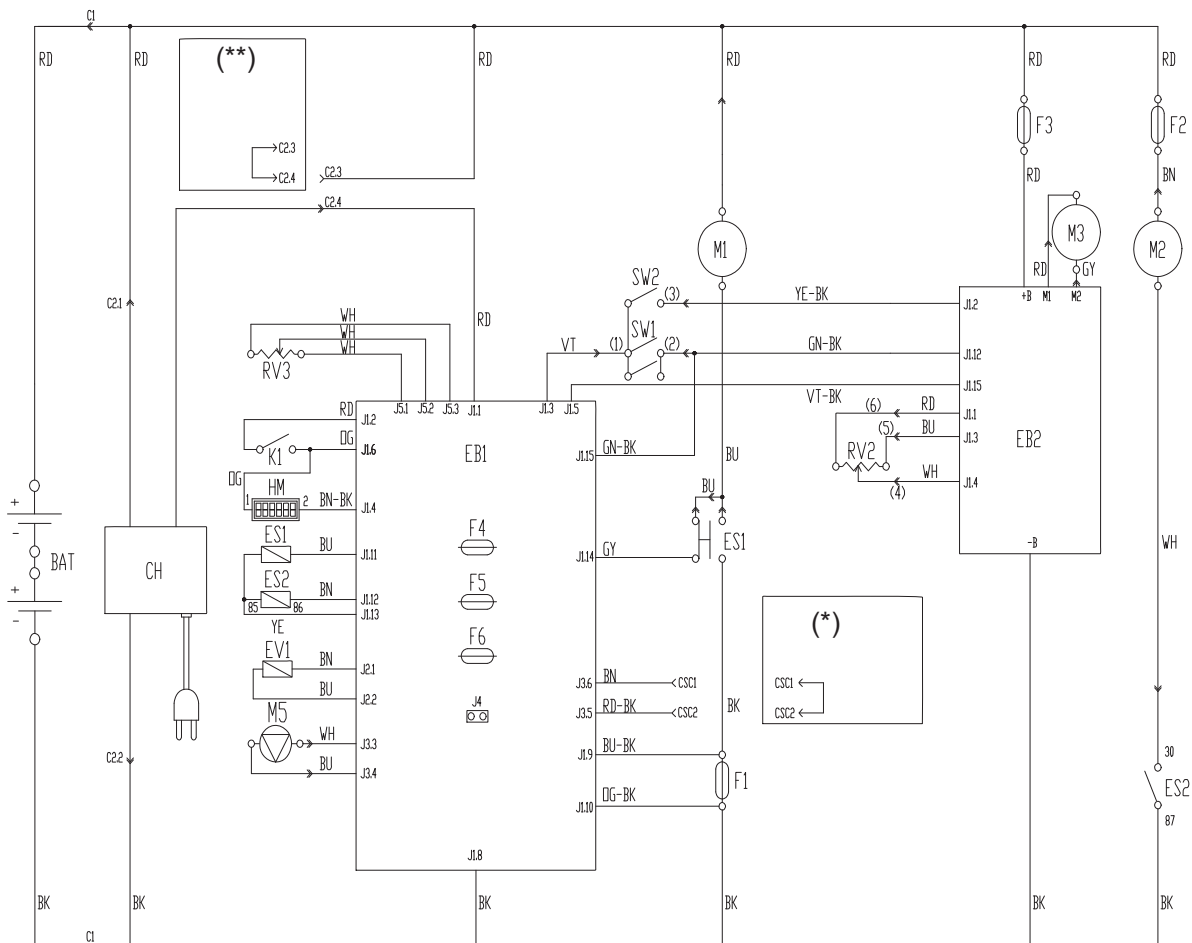 C1
RD RD (**) RD RD RD RD
F3 F2
C2.3
C2.4 C2.3
RD BN
C2.4
M1 M3 M2
SW2 RD GY
C2.1 (3) YE-BK +B M1 M2
J1.2
WH RD SW1
WH VT (1) (2) GN-BK
WH J1.12
RV3
J1.15
VT-BK
J5.1 J5.2 J5.3 J1.1 J1.3 J1.5 (6) RD J1.1
RD J1.2 (5) BU
OG EB1 GN-BK J1.3 EB2
K1 J1.6 J1.15 BU RV2
OG HM WH J1.4
1 2 BN-BK (4)
J1.4 BU
ES1 F4
BU GY ES1 -B WH
BAT CH J1.11 J1.14
ES2 F5
BN
85 86 J1.12
J1.13 (*)
YE F6
EV1 BN
J2.1 J3.6 BN CSC1 CSC1
BU J4 RD-BK BK
J2.2 J3.5 CSC2 CSC2
M5
WH
C2.2 J3.3 J1.9 BU-BK 30
BU
J3.4 F1 ES2
OG-BK
J1.10 87
J1.8
BK BK BK BK BK BK
C1
+
-
+
-